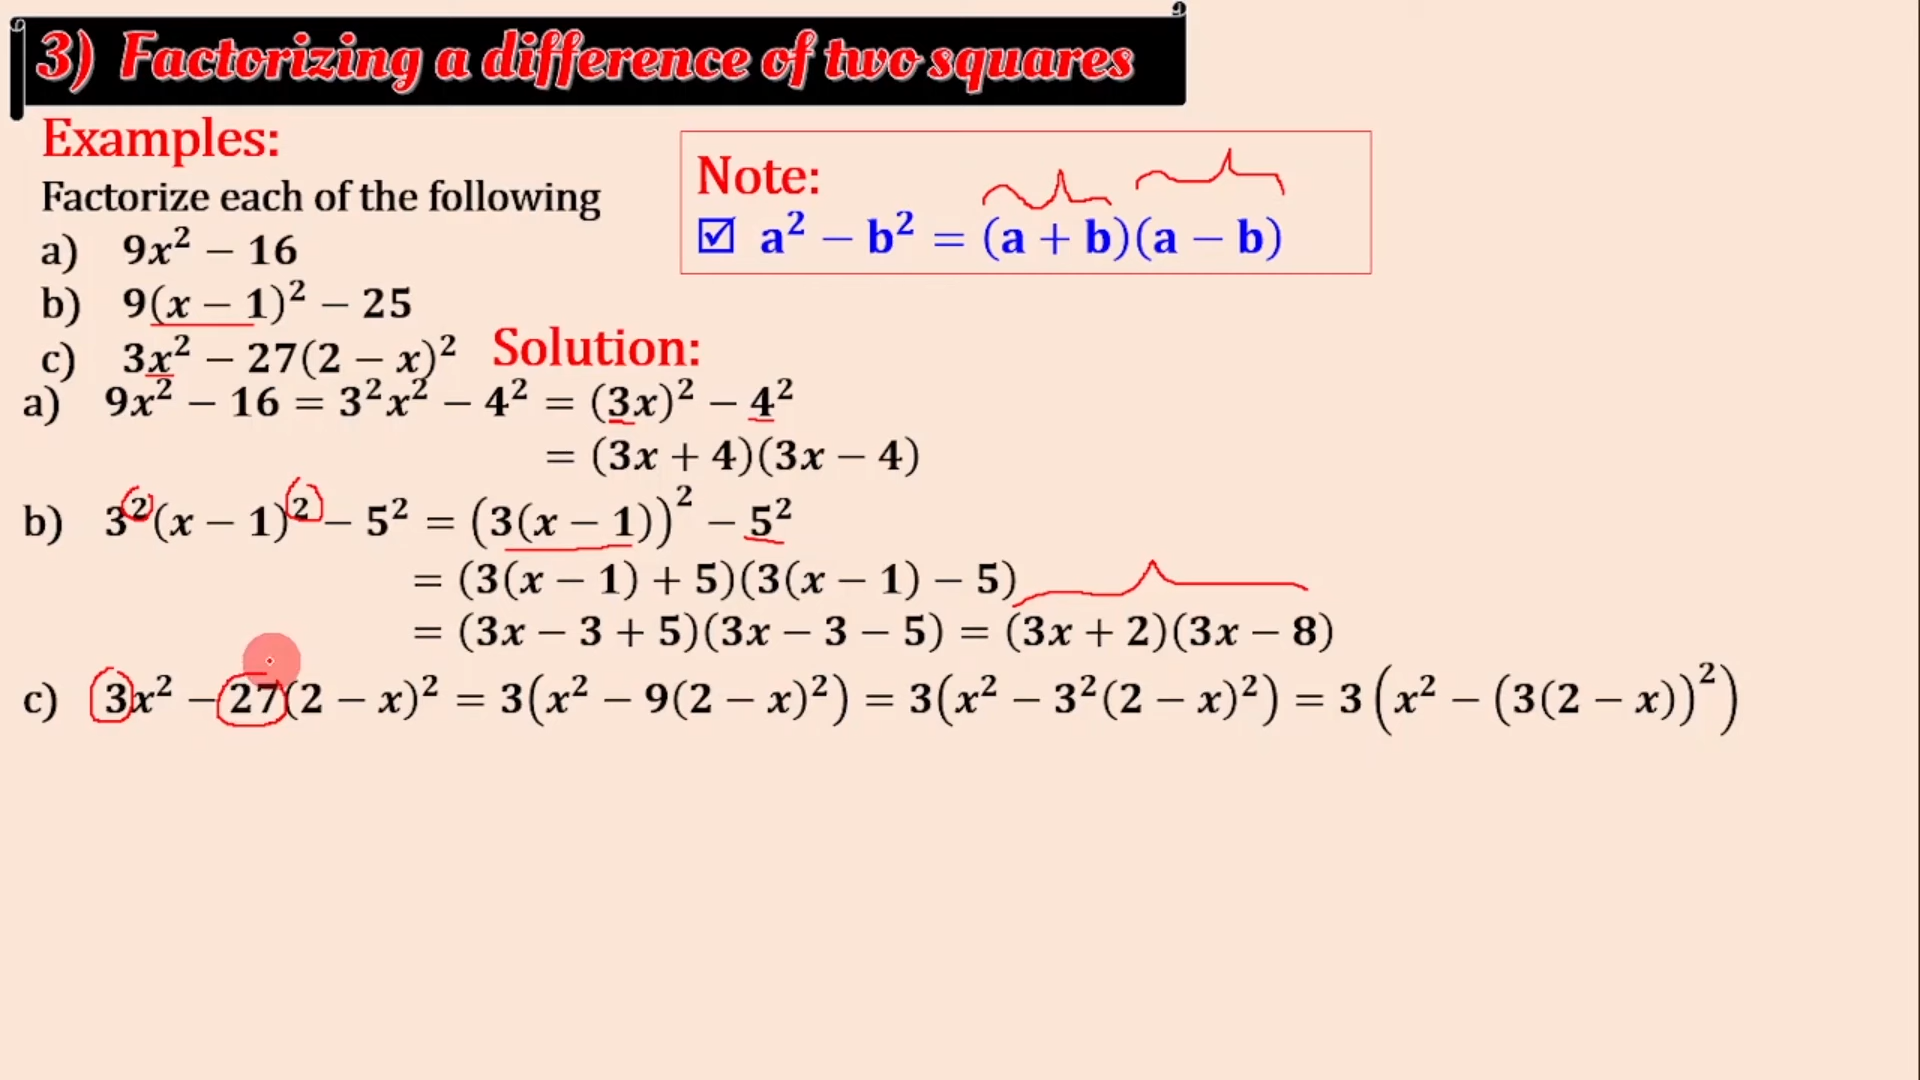 3) Factorizing a difference of two squares
Examples:
Factorize each of the following
a) 9x² − 16
b) 9(x − 1)² − 25
c) 3x² − 27(2 − x)²
Note:
☑ a² − b² = (a + b)(a − b)
Solution:
a) 9x² − 16 = 3²x² − 4² = (3x)² − 4²
= (3x + 4)(3x − 4)
b) 3²(x − 1)² − 5² = (3(x − 1))² − 5²
= (3(x − 1) + 5)(3(x − 1) − 5)
= (3x − 3 + 5)(3x − 3 − 5) = (3x + 2)(3x − 8)
c) 3x² − 27(2 − x)² = 3(x² − 9(2 − x)²) = 3(x² − 3²(2 − x)²) = 3(x² − (3(2 − x))²)